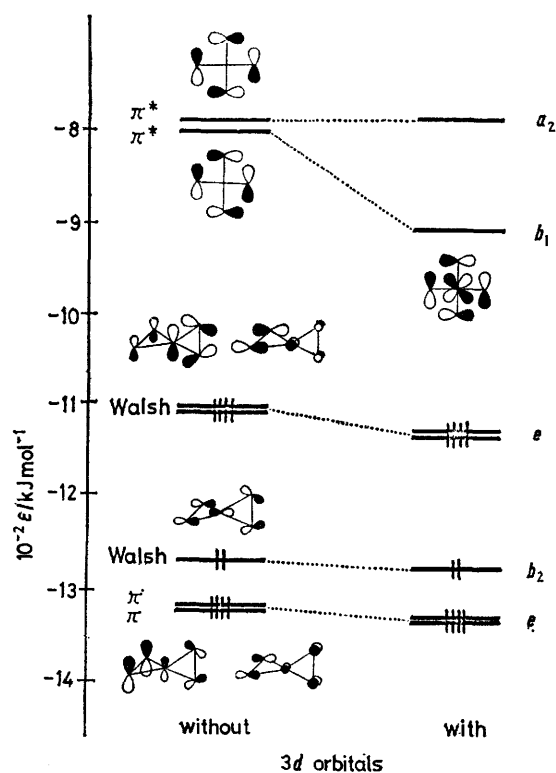 π*
π*
-8
a₂
-9
b₁
-10
-11
Walsh
e
-12
10⁻² ε/kJ mol⁻¹
Walsh
b₂
-13
π
π
e
-14
without
with
3d orbitals